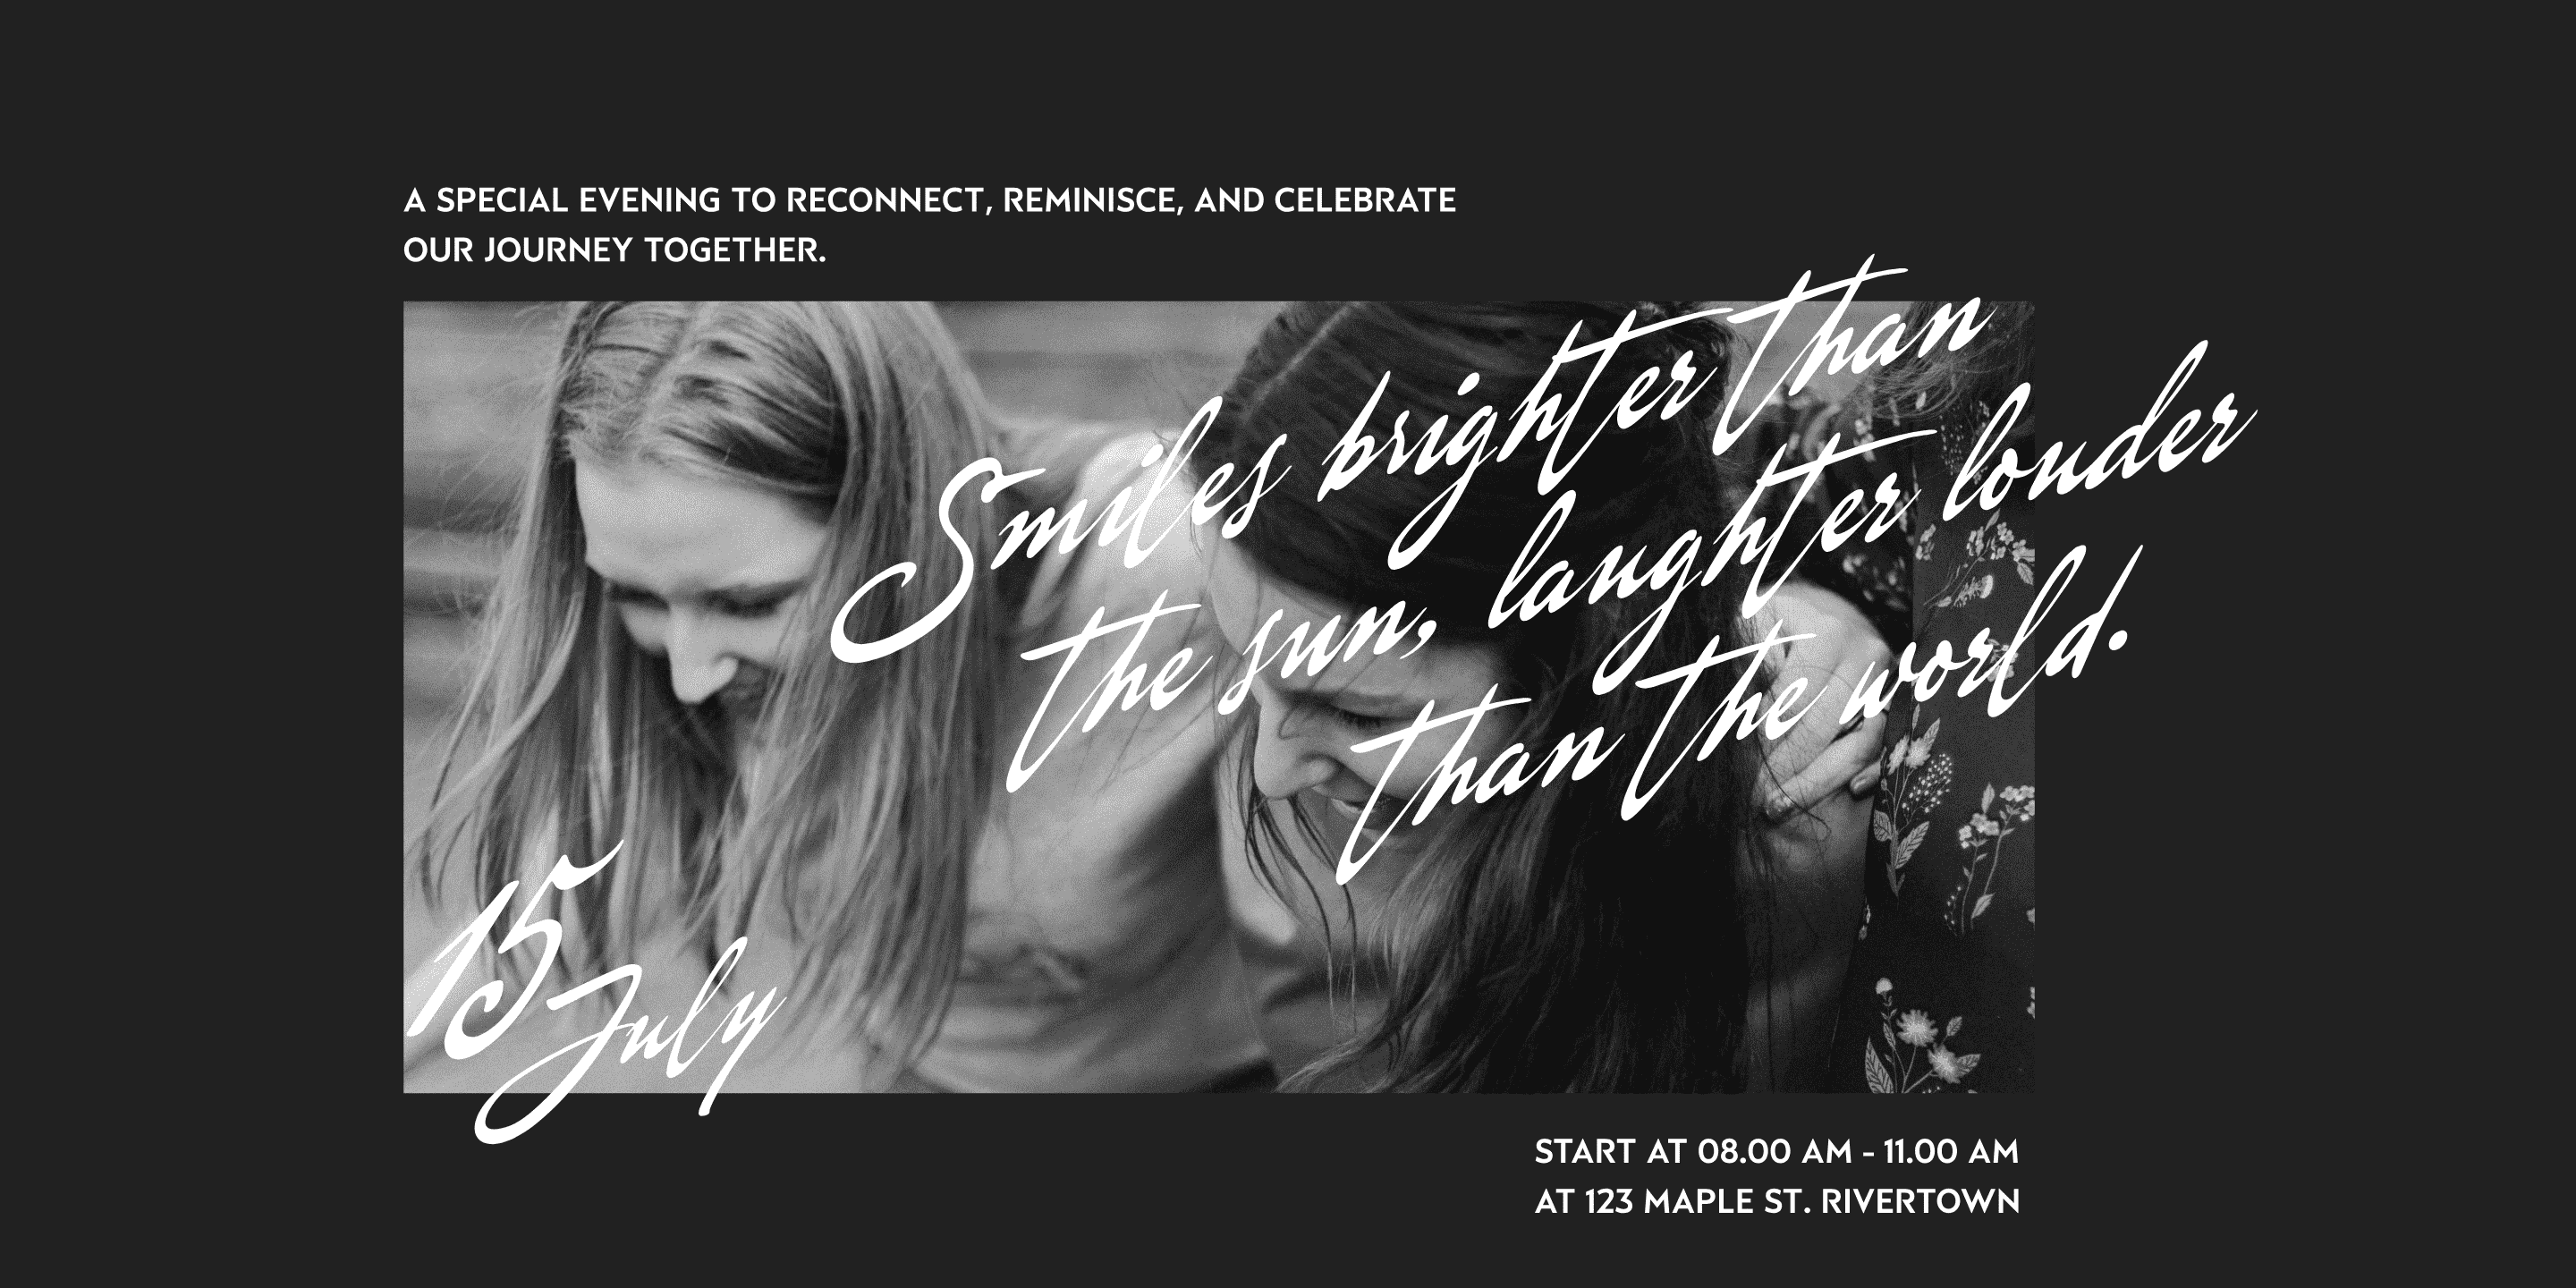 A SPECIAL EVENING TO RECONNECT, REMINISCE, AND CELEBRATE
OUR JOURNEY TOGETHER.
Smiles brighter than
the sun, laughter louder
than the world.
15
July
START AT 08.00 AM - 11.00 AM
AT 123 MAPLE ST. RIVERTOWN